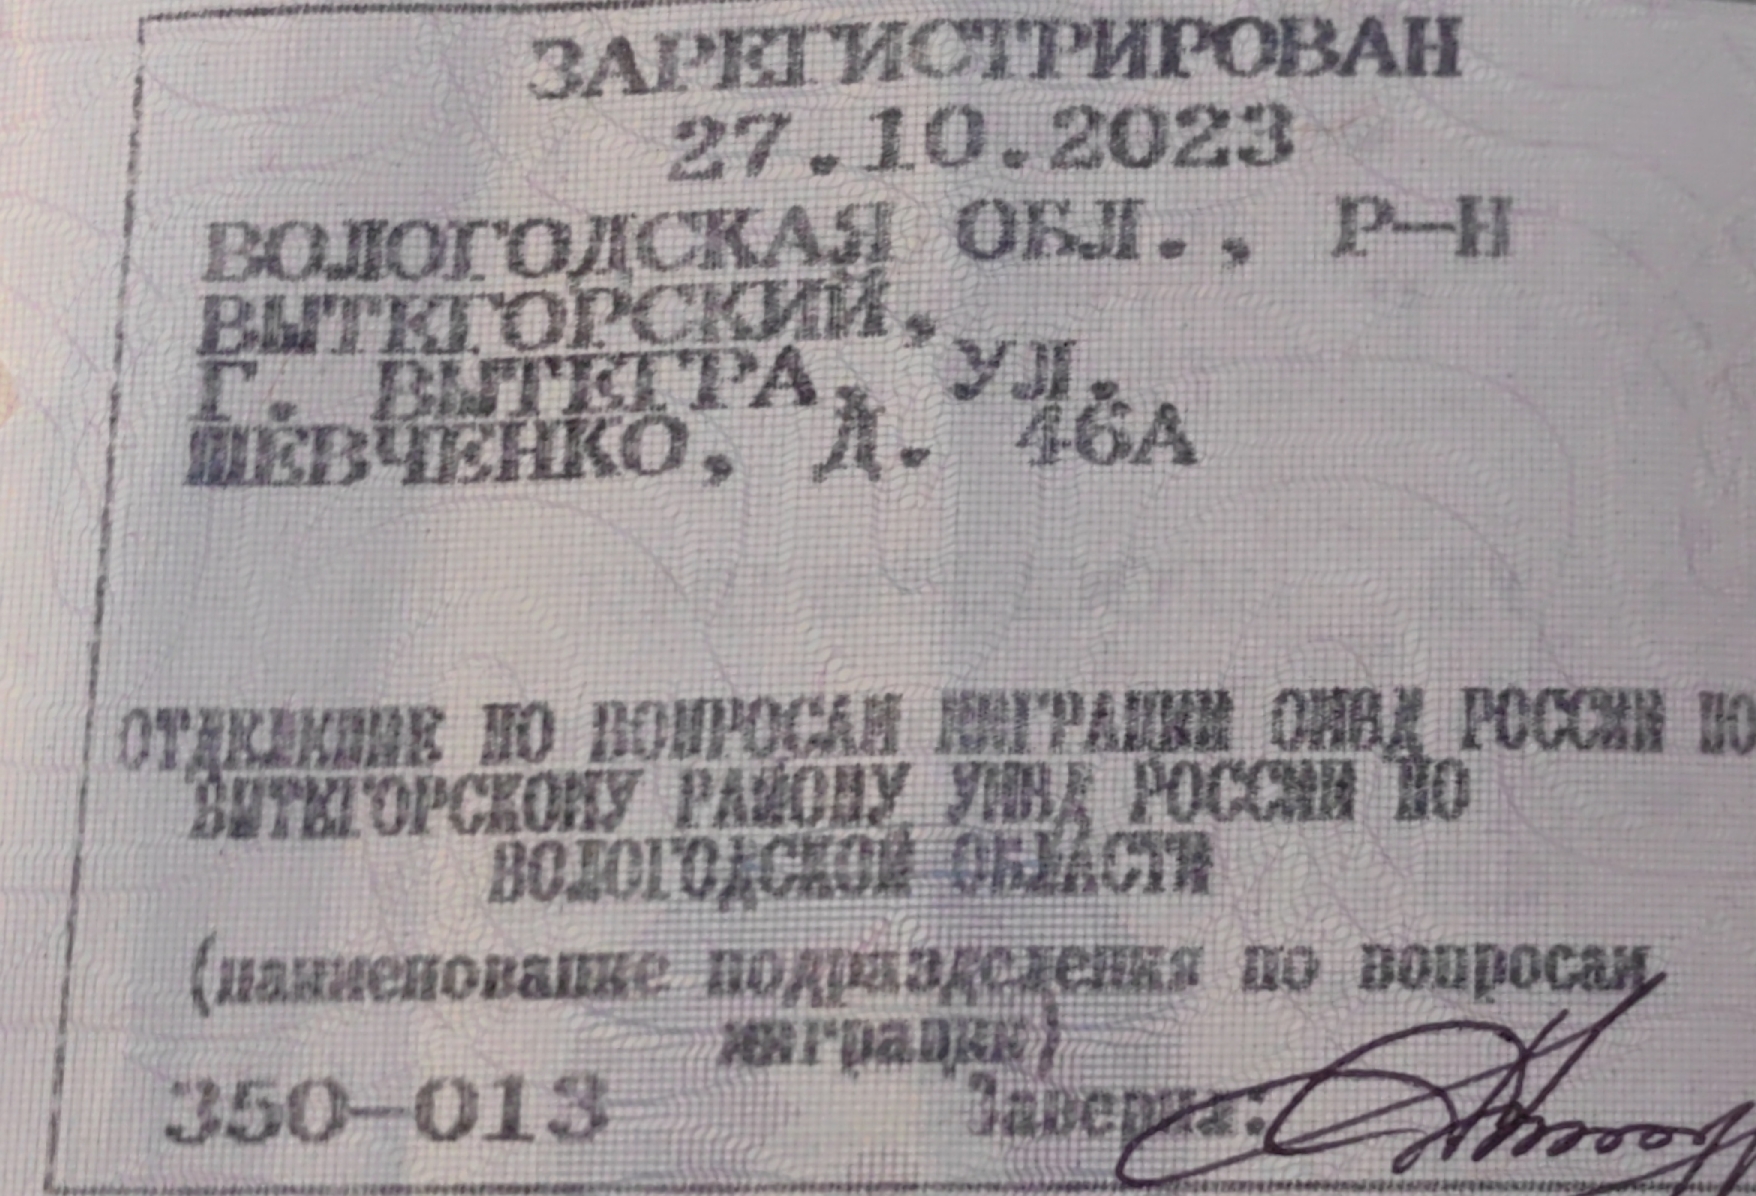 ЗАРЕГИСТРИРОВАН
27.10.2023
ВОЛОГОДСКАЯ ОБЛ., Р-Н
ВЫТЕГОРСКИЙ,
Г. ВЫТЕГРА, УЛ.
ШЕВЧЕНКО, Д. 46А
ОТДЕЛЕНИЕ ПО ВОПРОСАМ МИГРАЦИИ ОМВД РОССИИ ПО
ВЫТЕГОРСКОМУ РАЙОНУ УМВД РОССИИ ПО
ВОЛОГОДСКОЙ ОБЛАСТИ
(наименование подразделения по вопросам
миграции)
350-013 Заверил: